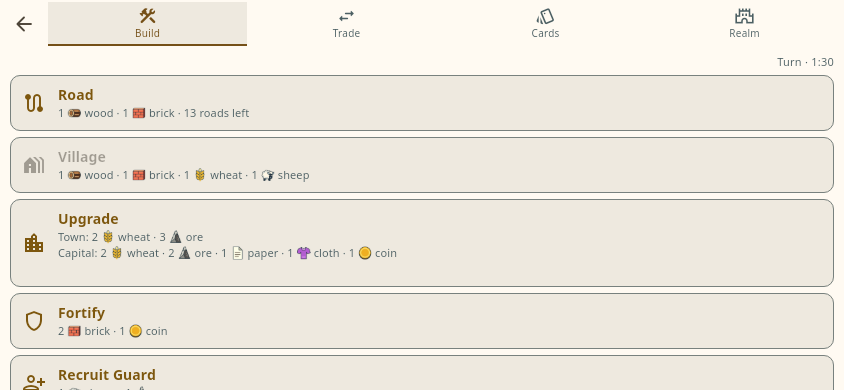 Build
Trade
Cards
Realm
Turn · 1:30
Road
1 wood · 1 brick · 13 roads left
Village
1 wood · 1 brick · 1 wheat · 1 sheep
Upgrade
Town: 2 wheat · 3 ore
Capital: 2 wheat · 2 ore · 1 paper · 1 cloth · 1 coin
Fortify
2 brick · 1 coin
Recruit Guard